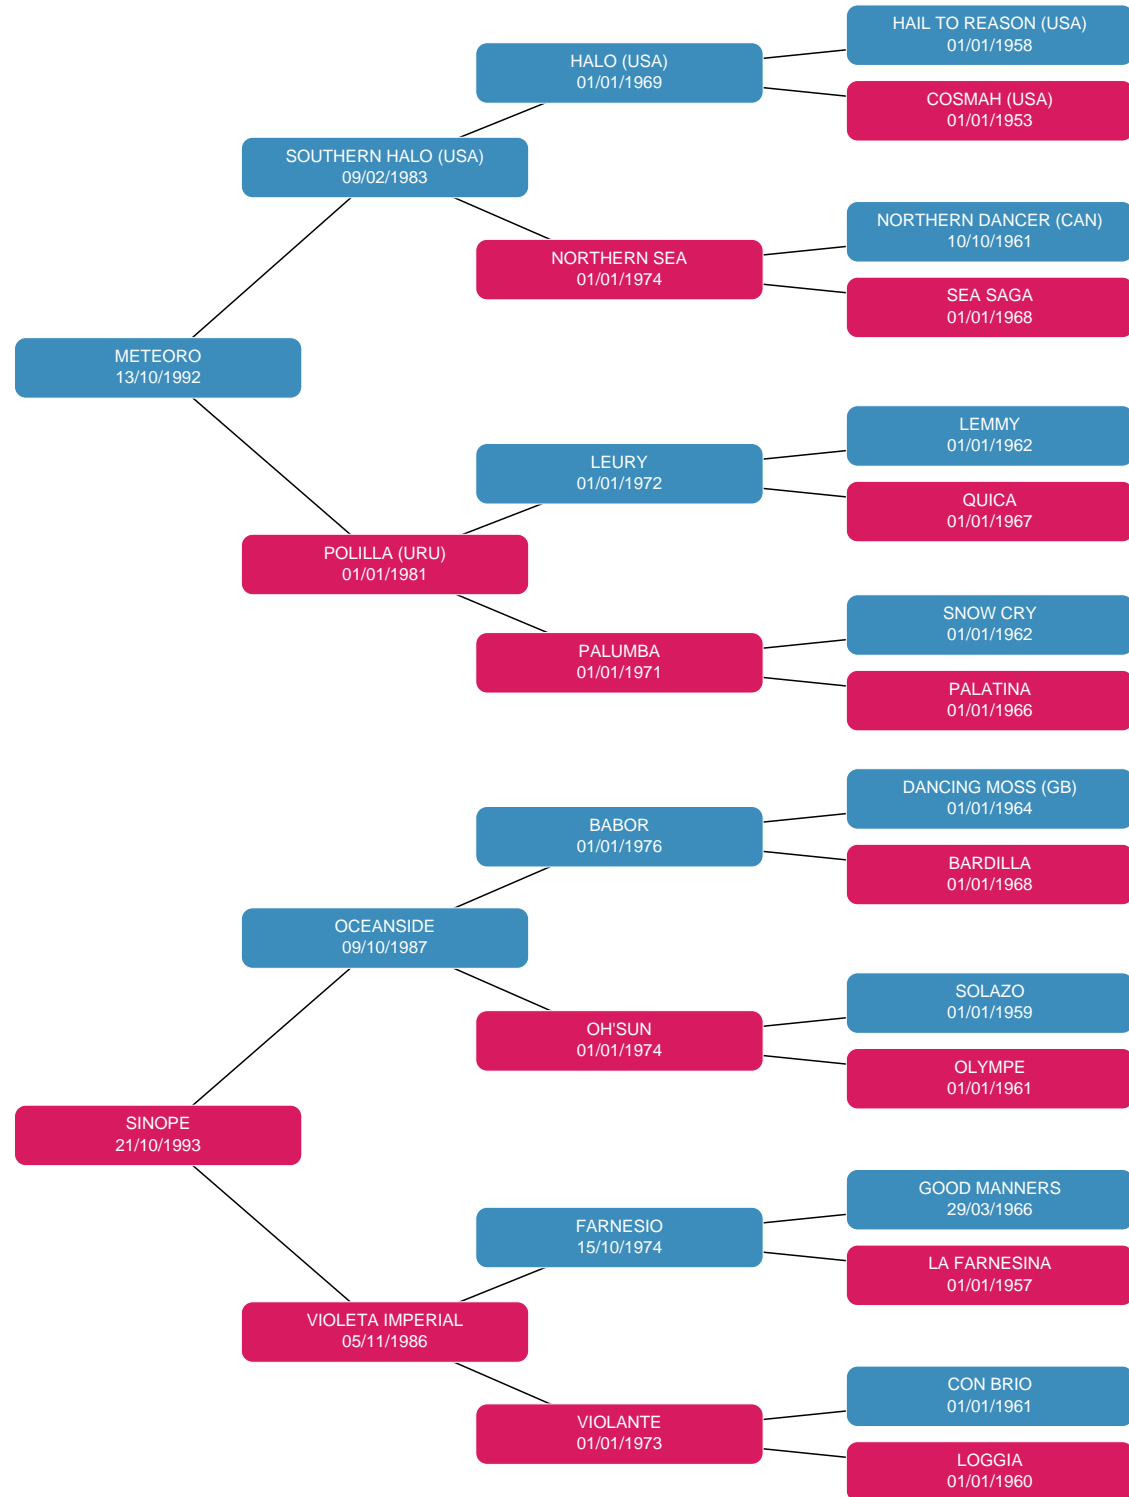 HAIL TO REASON (USA)
01/01/1958
HALO (USA)
01/01/1969
COSMAH (USA)
01/01/1953
SOUTHERN HALO (USA)
09/02/1983
NORTHERN DANCER (CAN)
10/10/1961
NORTHERN SEA
01/01/1974
SEA SAGA
01/01/1968
METEORO
13/10/1992
LEMMY
01/01/1962
LEURY
01/01/1972
QUICA
01/01/1967
POLILLA (URU)
01/01/1981
SNOW CRY
01/01/1962
PALUMBA
01/01/1971
PALATINA
01/01/1966
DANCING MOSS (GB)
01/01/1964
BABOR
01/01/1976
BARDILLA
01/01/1968
OCEANSIDE
09/10/1987
SOLAZO
01/01/1959
OH'SUN
01/01/1974
OLYMPE
01/01/1961
SINOPE
21/10/1993
GOOD MANNERS
29/03/1966
FARNESIO
15/10/1974
LA FARNESINA
01/01/1957
VIOLETA IMPERIAL
05/11/1986
CON BRIO
01/01/1961
VIOLANTE
01/01/1973
LOGGIA
01/01/1960